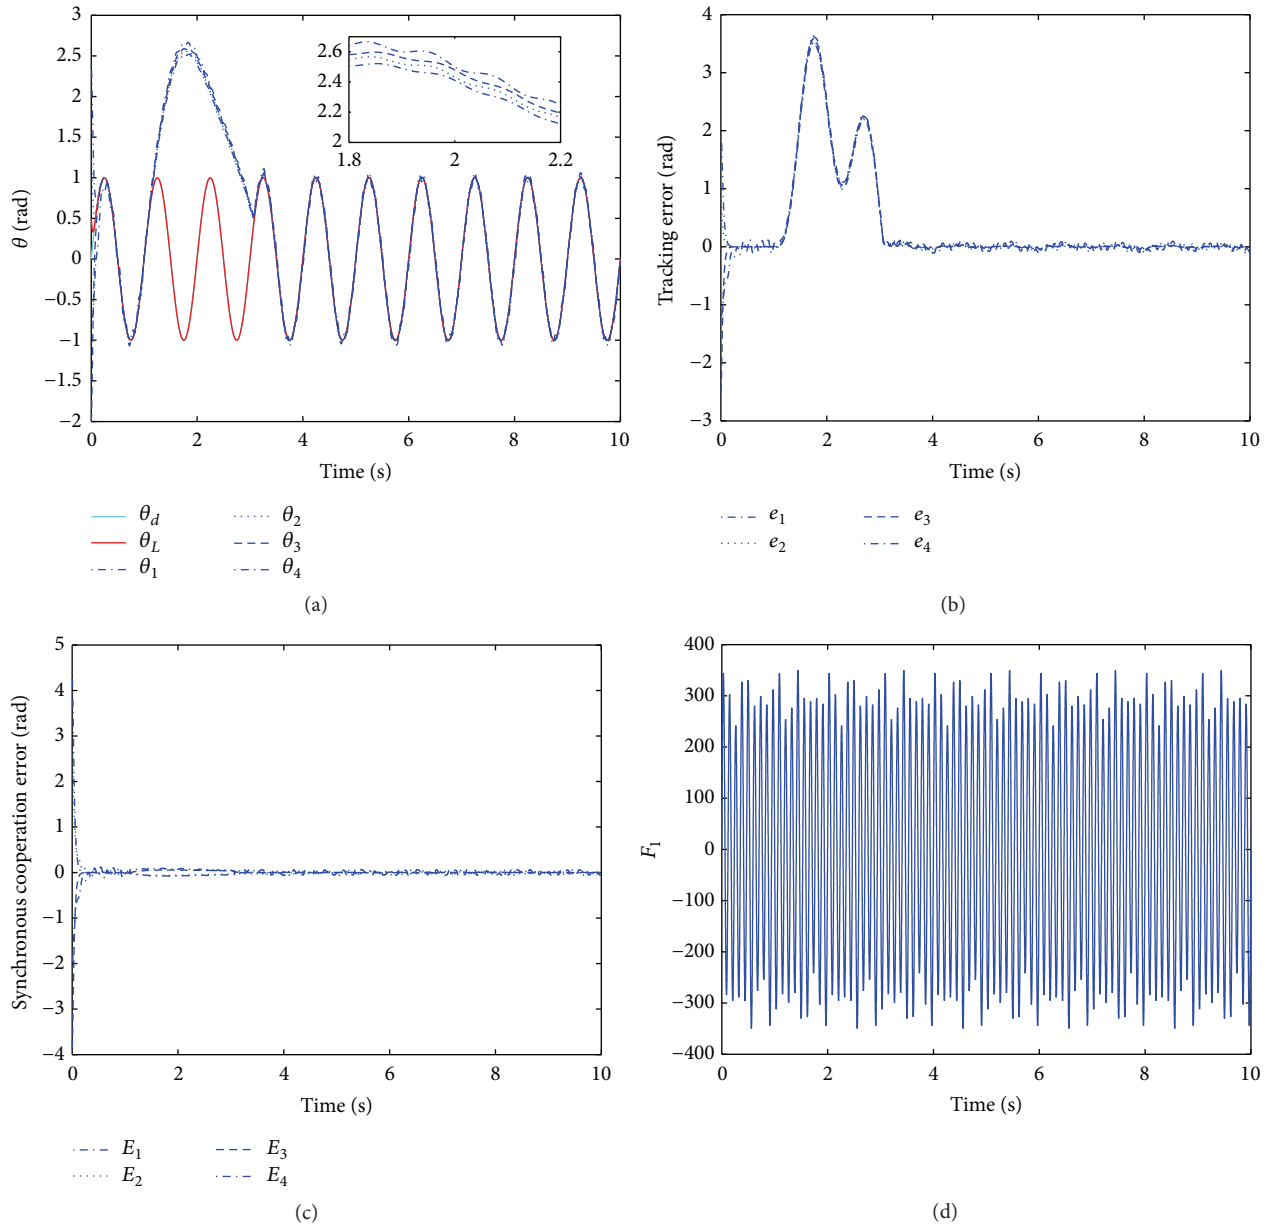 3
2.5
2
1.5
1
0.5
0
−0.5
−1
−1.5
−2
θ (rad)
2.6
2.4
2.2
2
1.8 2 2.2
0 2 4 6 8 10
Time (s)
θd θ2
θL θ3
θ1 θ4
(a)
4
3
2
1
0
−1
−2
−3
Tracking error (rad)
0 2 4 6 8 10
Time (s)
e1 e3
e2 e4
(b)
5
4
3
2
1
0
−1
−2
−3
−4
Synchronous cooperation error (rad)
0 2 4 6 8 10
Time (s)
E1 E3
E2 E4
(c)
400
300
200
100
0
−100
−200
−300
−400
F1
0 2 4 6 8 10
Time (s)
(d)